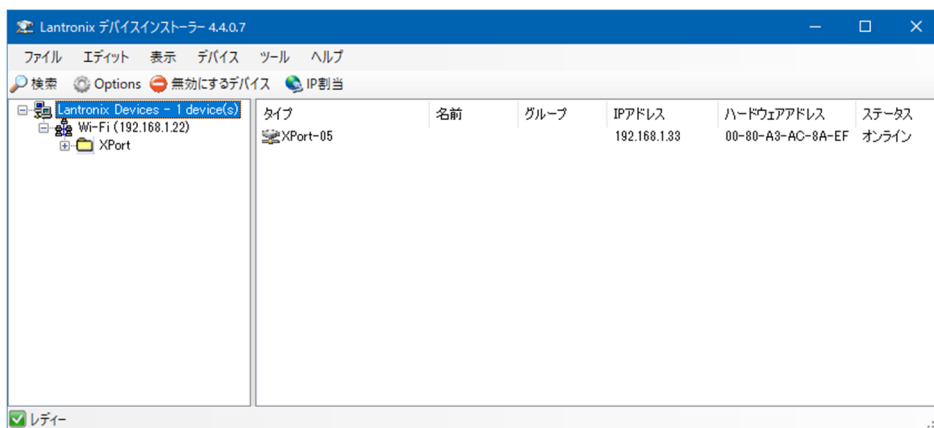 Lantronix デバイスインストーラー 4.4.0.7
ファイル エディット 表示 デバイス ツール ヘルプ
検索 Options 無効にするデバイス IP割当
Lantronix Devices - 1 device(s)
Wi-Fi (192.168.1.22)
XPort
タイプ 名前 グループ IPアドレス ハードウェアアドレス ステータス
XPort-05 192.168.1.33 00-80-A3-AC-8A-EF オンライン
レディー